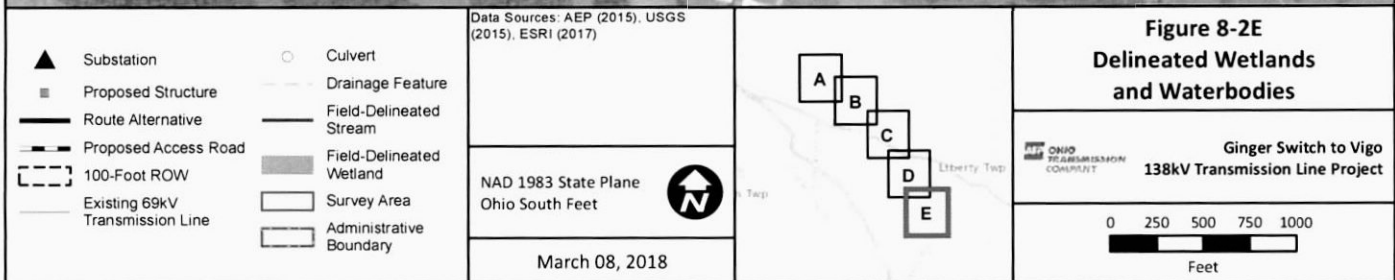 Substation
Proposed Structure
Route Alternative
Proposed Access Road
100-Foot ROW
Existing 69kV
Transmission Line
Culvert
Drainage Feature
Field-Delineated
Stream
Field-Delineated
Wetland
Survey Area
Administrative
Boundary
Data Sources: AEP (2015), USGS
(2015), ESRI (2017)
NAD 1983 State Plane
Ohio South Feet
N
March 08, 2018
A
B
C
D
E
Liberty Twp
Twp
Figure 8-2E
Delineated Wetlands
and Waterbodies
AEP OHIO
TRANSMISSION
COMPANY
Ginger Switch to Vigo
138kV Transmission Line Project
0 250 500 750 1000
Feet